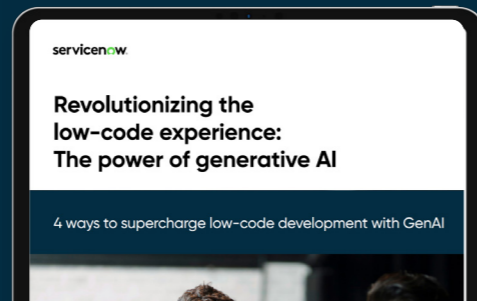 servicenow
Revolutionizing the
low-code experience:
The power of generative AI
4 ways to supercharge low-code development with GenAI